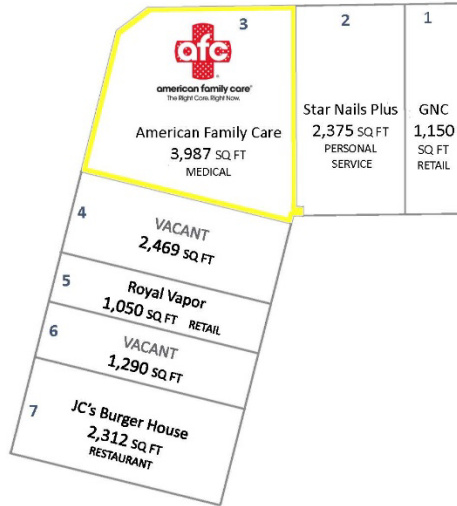 3
afc
american family care®
The Right Care. Right Now.
American Family Care
3,987 SQ FT
MEDICAL
2
Star Nails Plus
2,375 SQ FT
PERSONAL
SERVICE
1
GNC
1,150
SQ FT
RETAIL
4
VACANT
2,469 SQ FT
5
Royal Vapor
1,050 SQ FT RETAIL
6
VACANT
1,290 SQ FT
7
JC's Burger House
2,312 SQ FT
RESTAURANT